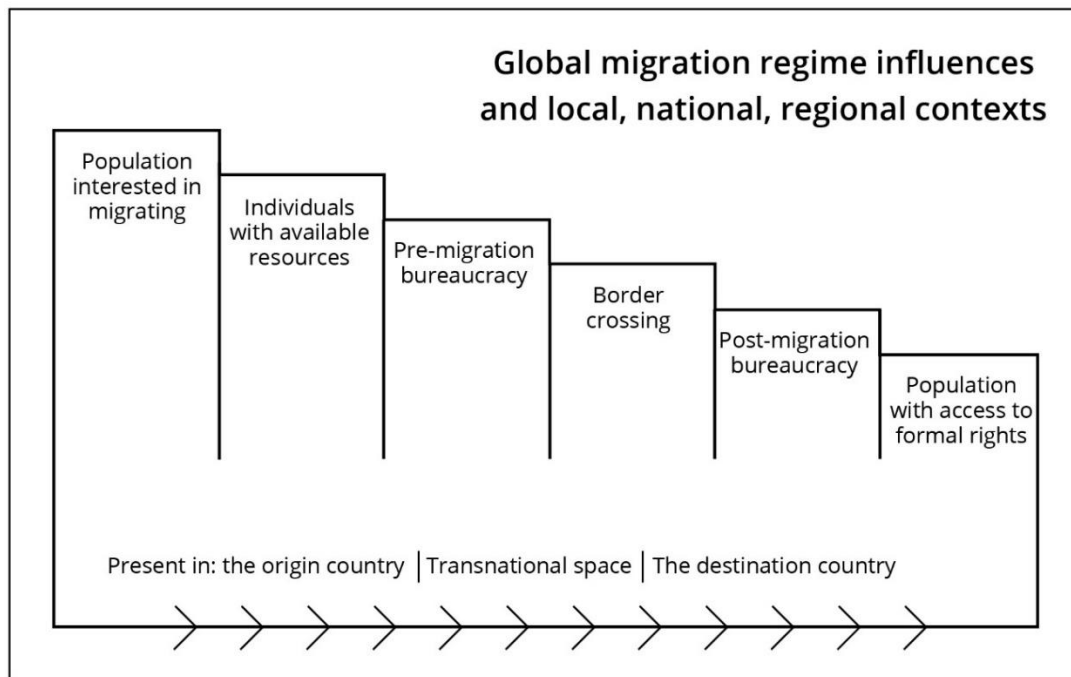 Global migration regime influences
and local, national, regional contexts
Population
interested in
migrating
Individuals
with available
resources
Pre-migration
bureaucracy
Border
crossing
Post-migration
bureaucracy
Population
with access to
formal rights
Present in: the origin country | Transnational space | The destination country